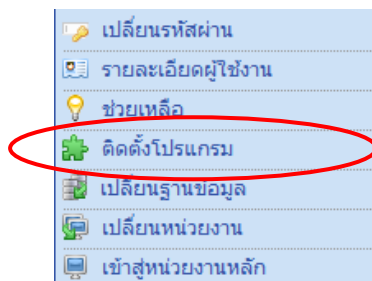 เปลี่ยนรหัสผ่าน
รายละเอียดผู้ใช้งาน
ช่วยเหลือ
ติดตั้งโปรแกรม
เปลี่ยนฐานข้อมูล
เปลี่ยนหน่วยงาน
เข้าสู่หน่วยงานหลัก